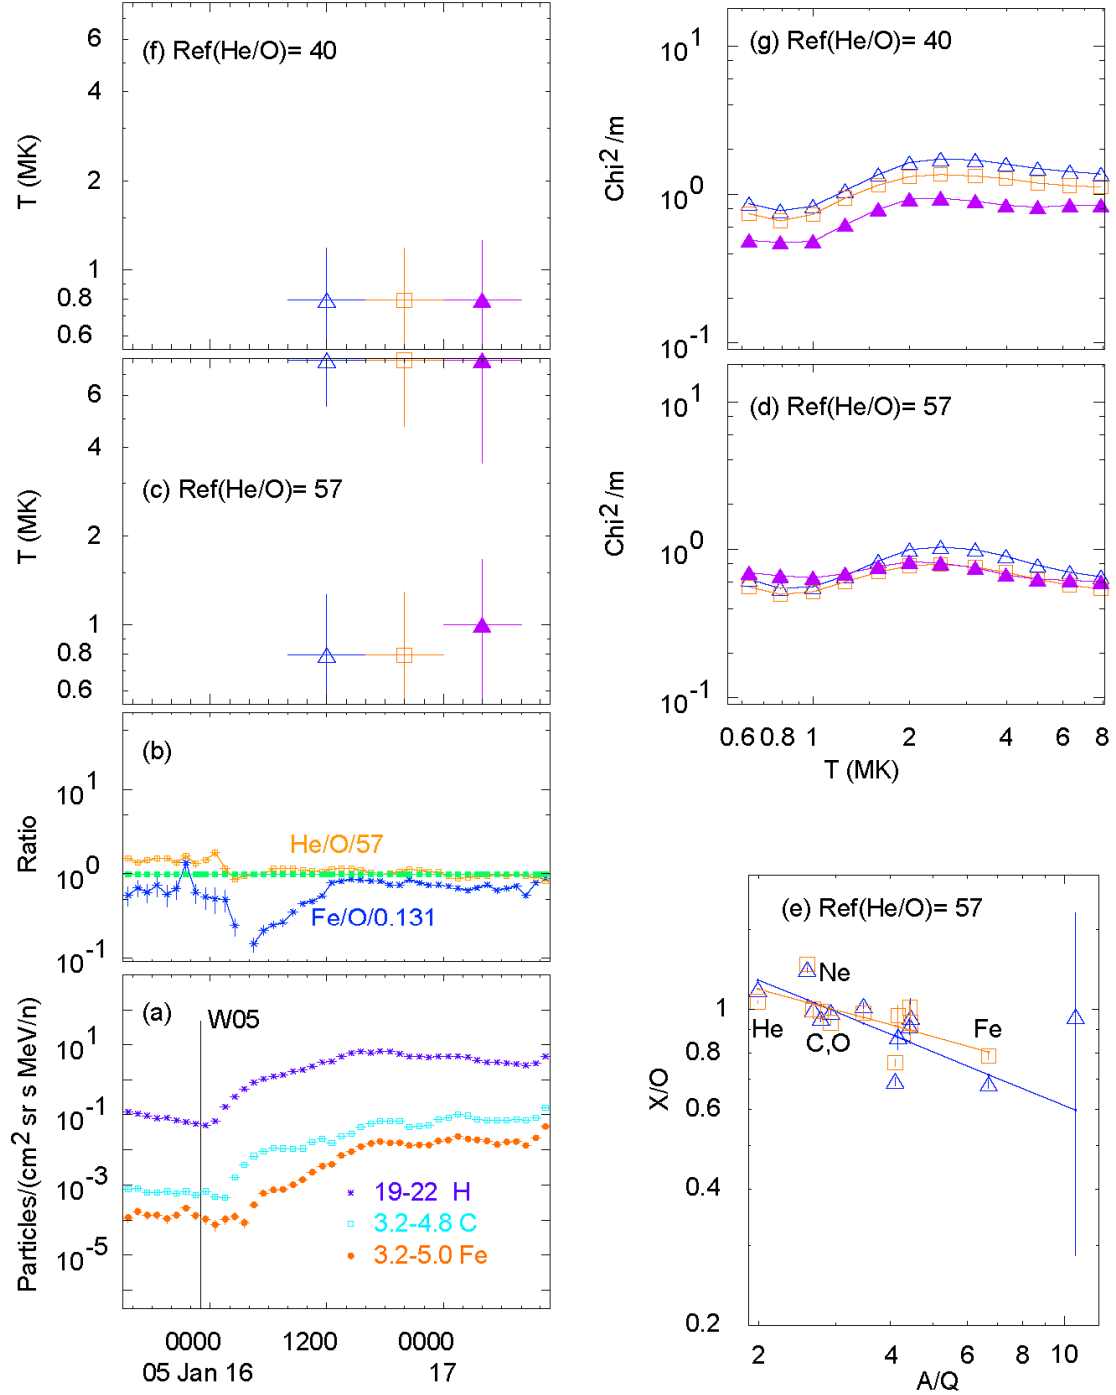 (f) Ref(He/O)= 40
T (MK)
6
4
2
1
0.8
0.6
(c) Ref(He/O)= 57
T (MK)
6
4
2
1
0.8
0.6
(b)
Ratio
10^1
10^0
10^-1
He/O/57
Fe/O/0.131
(a)
W05
Particles/(cm^2 sr s MeV/n)
10^1
10^-1
10^-3
10^-5
19-22 H
3.2-4.8 C
3.2-5.0 Fe
0000 1200 0000
05 Jan 16 17
(g) Ref(He/O)= 40
Chi^2 /m
10^1
10^0
10^-1
(d) Ref(He/O)= 57
Chi^2 /m
10^1
10^0
10^-1
0.6 0.8 1 2 4 6 8
T (MK)
(e) Ref(He/O)= 57
X/O
1
0.8
0.6
0.4
0.2
Ne
He
C,O
Fe
2 4 6 10
A/Q